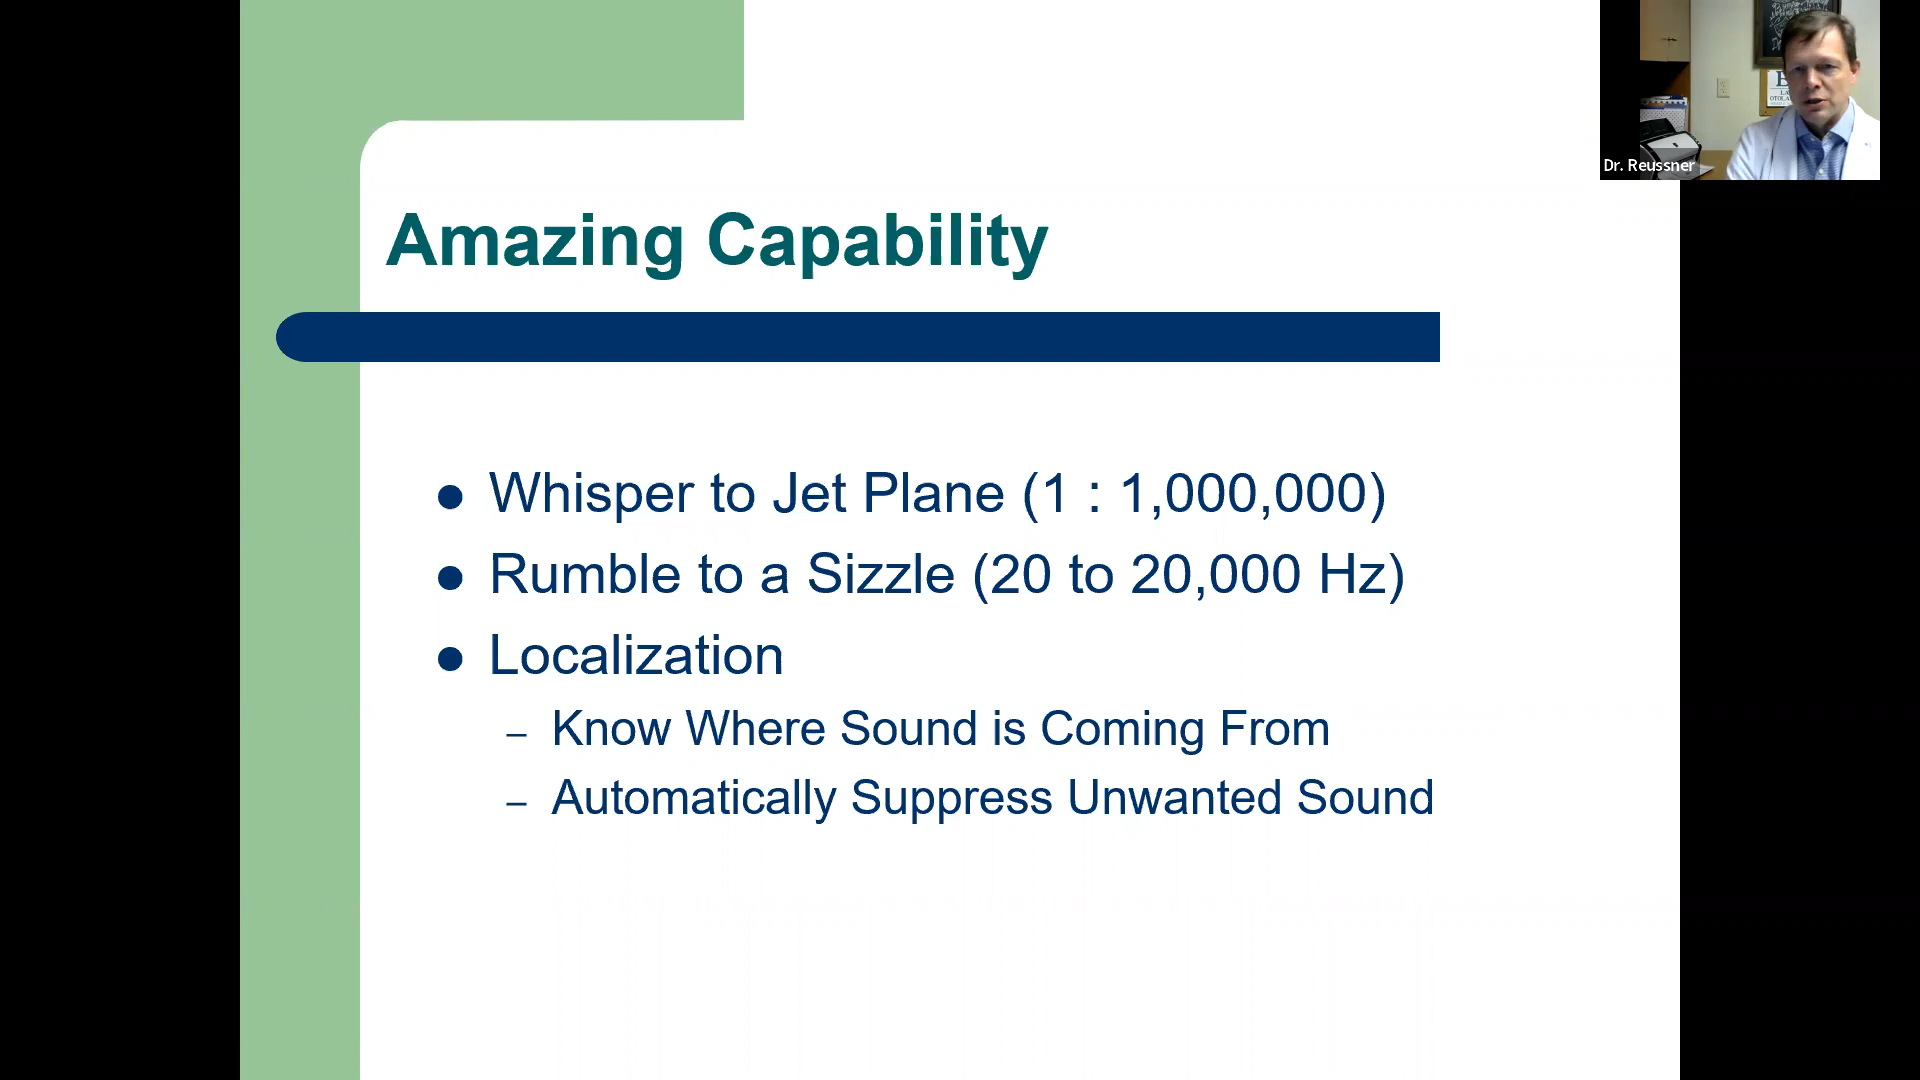 Amazing Capability
Whisper to Jet Plane (1 : 1,000,000)
Rumble to a Sizzle (20 to 20,000 Hz)
Localization
– Know Where Sound is Coming From
– Automatically Suppress Unwanted Sound
Dr. Reussner